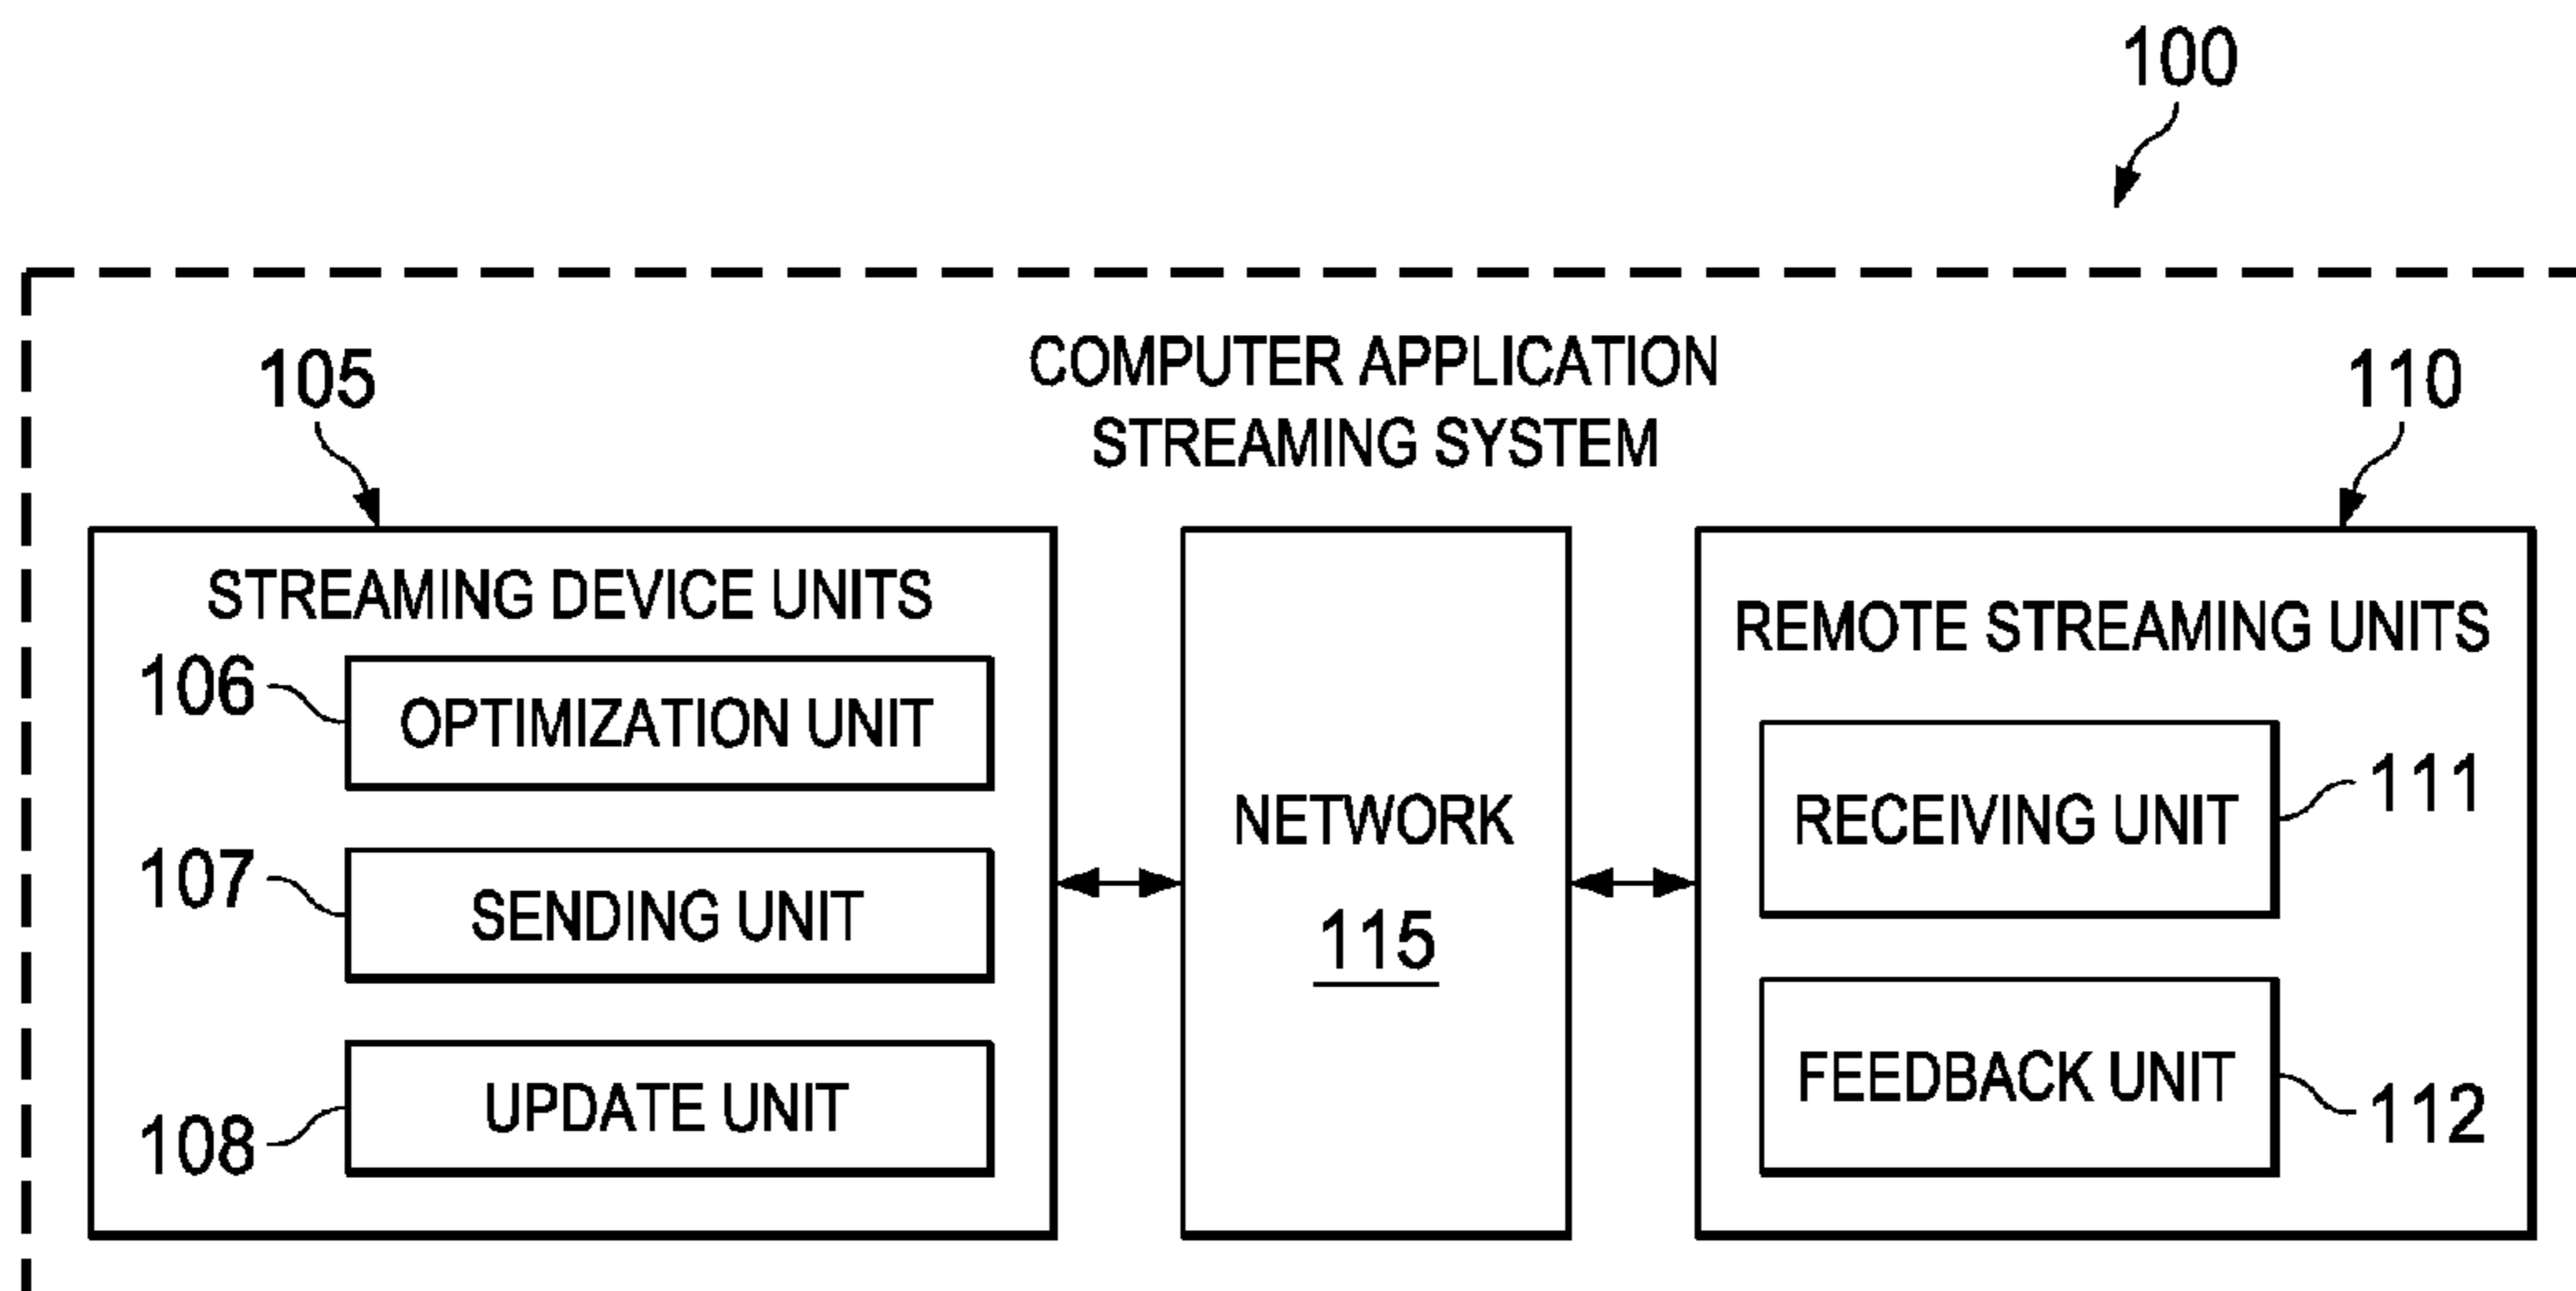 100
COMPUTER APPLICATION
STREAMING SYSTEM
105
110
STREAMING DEVICE UNITS
106
OPTIMIZATION UNIT
107
SENDING UNIT
108
UPDATE UNIT
NETWORK
115
REMOTE STREAMING UNITS
RECEIVING UNIT
111
FEEDBACK UNIT
112